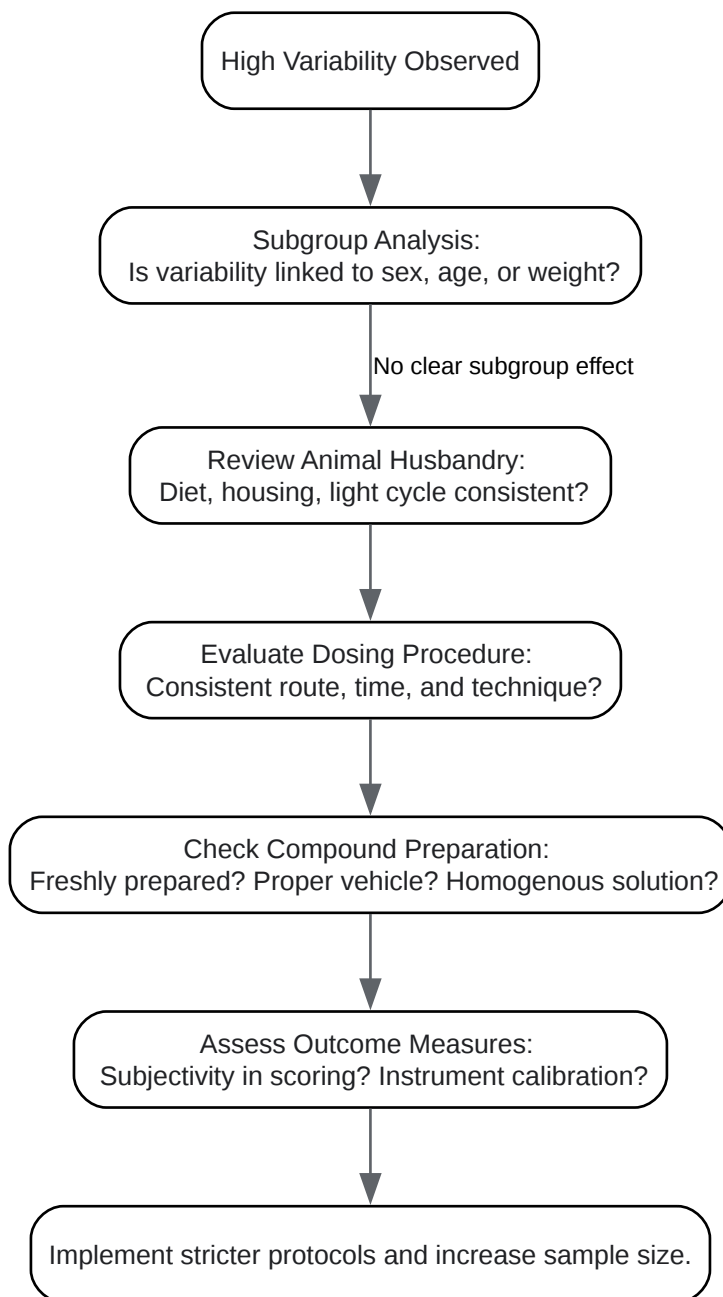 High Variability Observed
Subgroup Analysis:
Is variability linked to sex, age, or weight?
No clear subgroup effect
Review Animal Husbandry:
Diet, housing, light cycle consistent?
Evaluate Dosing Procedure:
Consistent route, time, and technique?
Check Compound Preparation:
Freshly prepared? Proper vehicle? Homogenous solution?
Assess Outcome Measures:
Subjectivity in scoring? Instrument calibration?
Implement stricter protocols and increase sample size.